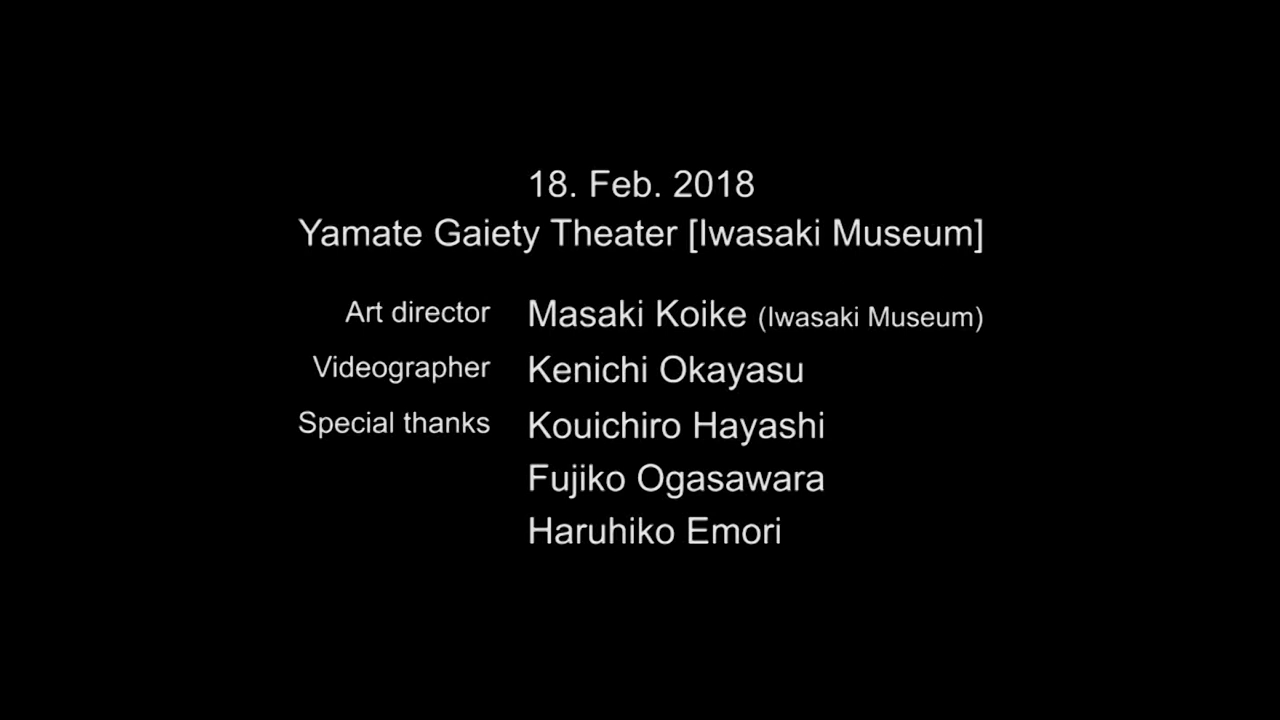 18. Feb. 2018
Yamate Gaiety Theater [Iwasaki Museum]
Art director Masaki Koike (Iwasaki Museum)
Videographer Kenichi Okayasu
Special thanks Kouichiro Hayashi
Fujiko Ogasawara
Haruhiko Emori